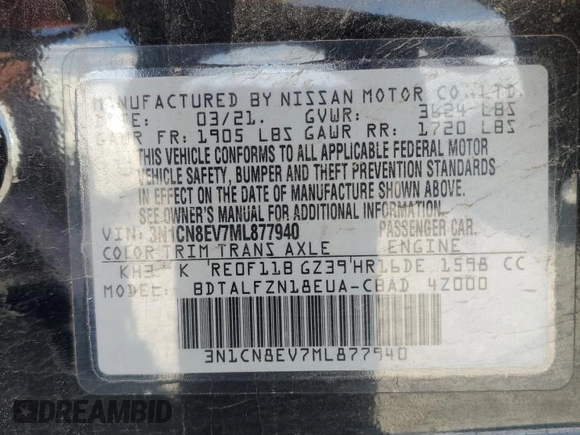 MANUFACTURED BY NISSAN MOTOR CO.,LTD.
DATE: 03/21. GVWR: 3624 LBS
GAWR FR: 1905 LBS GAWR RR: 1720 LBS
THIS VEHICLE CONFORMS TO ALL APPLICABLE FEDERAL MOTOR
VEHICLE SAFETY, BUMPER AND THEFT PREVENTION STANDARDS
IN EFFECT ON THE DATE OF MANUFACTURE SHOWN ABOVE.
SEE OWNER'S MANUAL FOR ADDITIONAL INFORMATION.
VIN: 3N1CN8EV7ML877940 PASSENGER CAR.
COLOR TRIM TRANS AXLE ENGINE
KH3 K RE0F11B GZ39 HR16DE 1598 CC
MODEL: BDTALFZN18EUA-CBAD 4Z000
3N1CN8EV7ML877940
DREAMBID